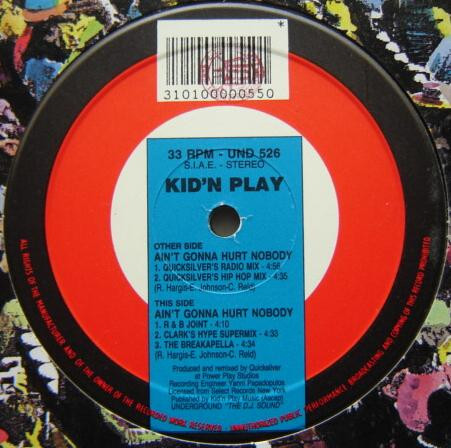 *
310100000550
33 RPM - UND 526
S.I.A.E. - STEREO
KID'N PLAY
OTHER SIDE
AIN'T GONNA HURT NOBODY
1. QUICKSILVER'S RADIO MIX - 4:56
2. QUICKSILVER'S HIP HOP MIX - 4:35
(R. Hargis-E. Johnson-C. Reid)
THIS SIDE
AIN'T GONNA HURT NOBODY
1. R & B JOINT - 4:10
2. CLARK'S HYPE SUPERMIX - 4:33
3. THE BREAKAPELLA - 4:34
(R. Hargis-E. Johnson-C. Reid)
Produced and remixed by Quicksilver
at Power Play Studios
Recording Engineer Yanni Papadopulos
Licensed from Select Records New York
Published by Kid'n Play Music (Ascap)
UNDERGROUND "THE D.J. SOUND"
ALL RIGHTS OF THE MANUFACTURER AND OF THE OWNER OF THE RECORDED WORK RESERVED - UNAUTHORIZED PUBLIC PERFORMANCE BROADCASTING AND COPYING OF THIS RECORD PROHIBITED